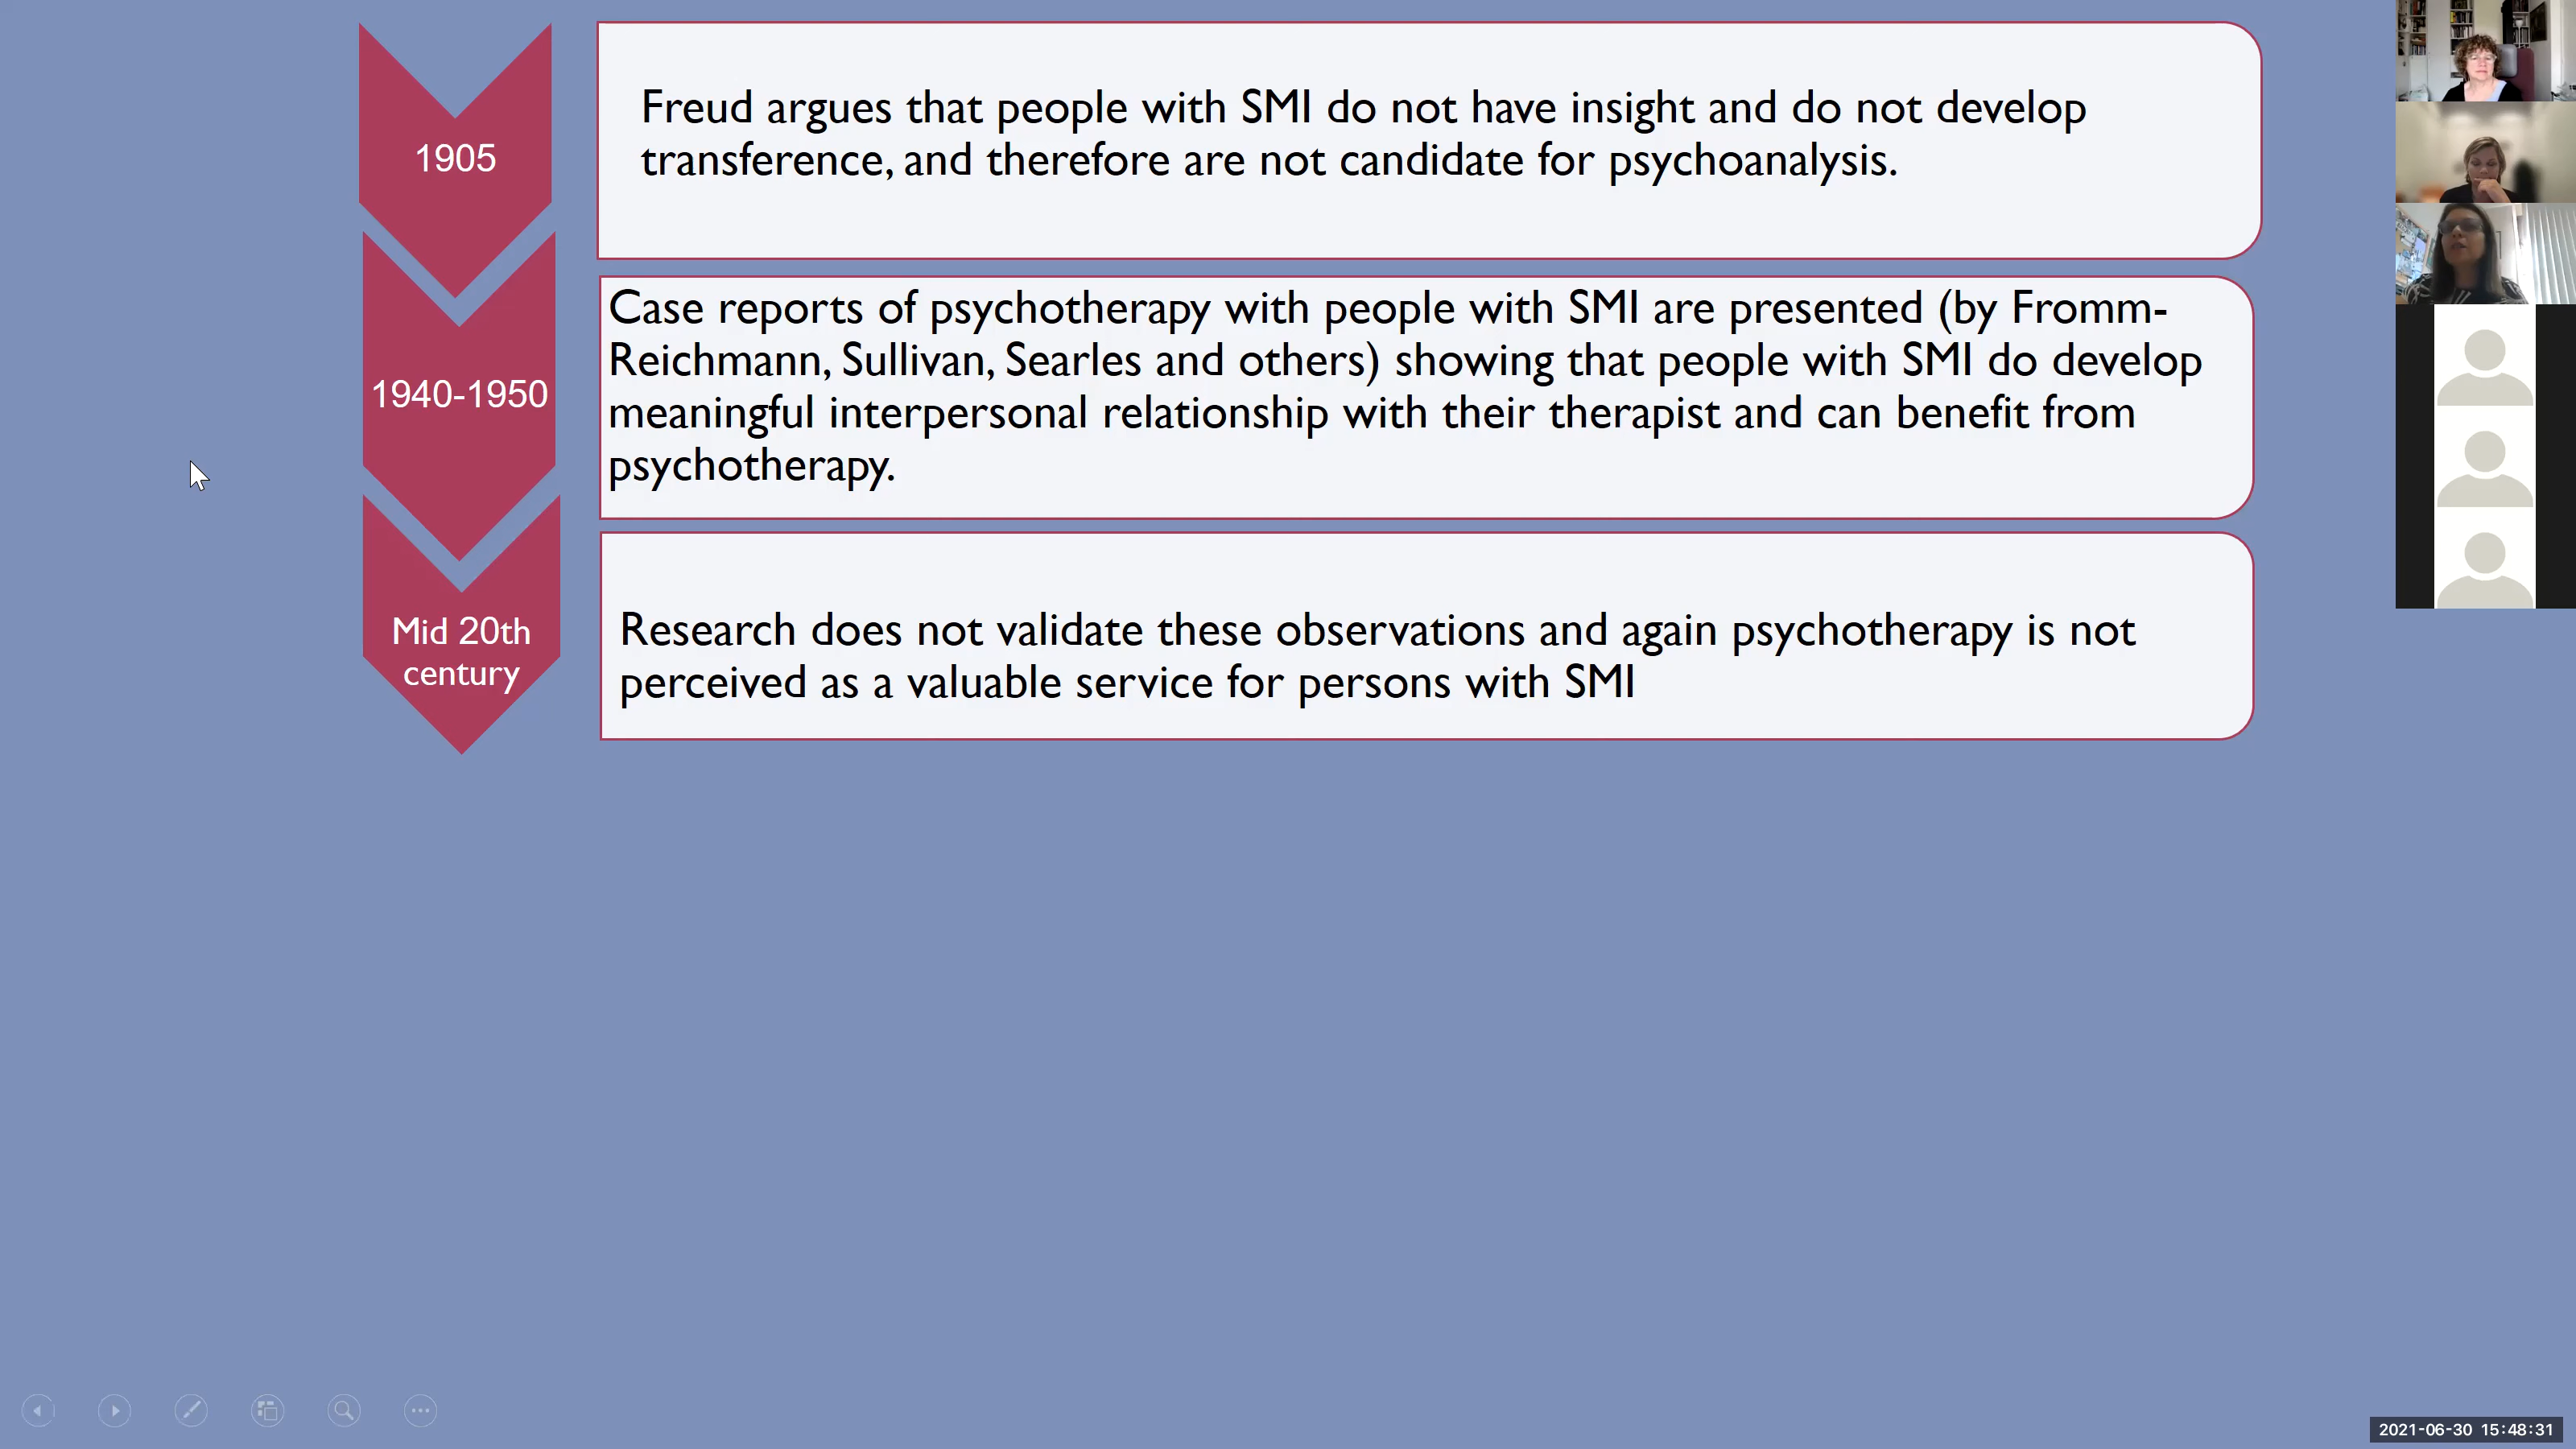 1905
Freud argues that people with SMI do not have insight and do not develop
transference, and therefore are not candidate for psychoanalysis.
1940-1950
Case reports of psychotherapy with people with SMI are presented (by Fromm-
Reichmann, Sullivan, Searles and others) showing that people with SMI do develop
meaningful interpersonal relationship with their therapist and can benefit from
psychotherapy.
Mid 20th
century
Research does not validate these observations and again psychotherapy is not
perceived as a valuable service for persons with SMI
2021-06-30 15:48:31